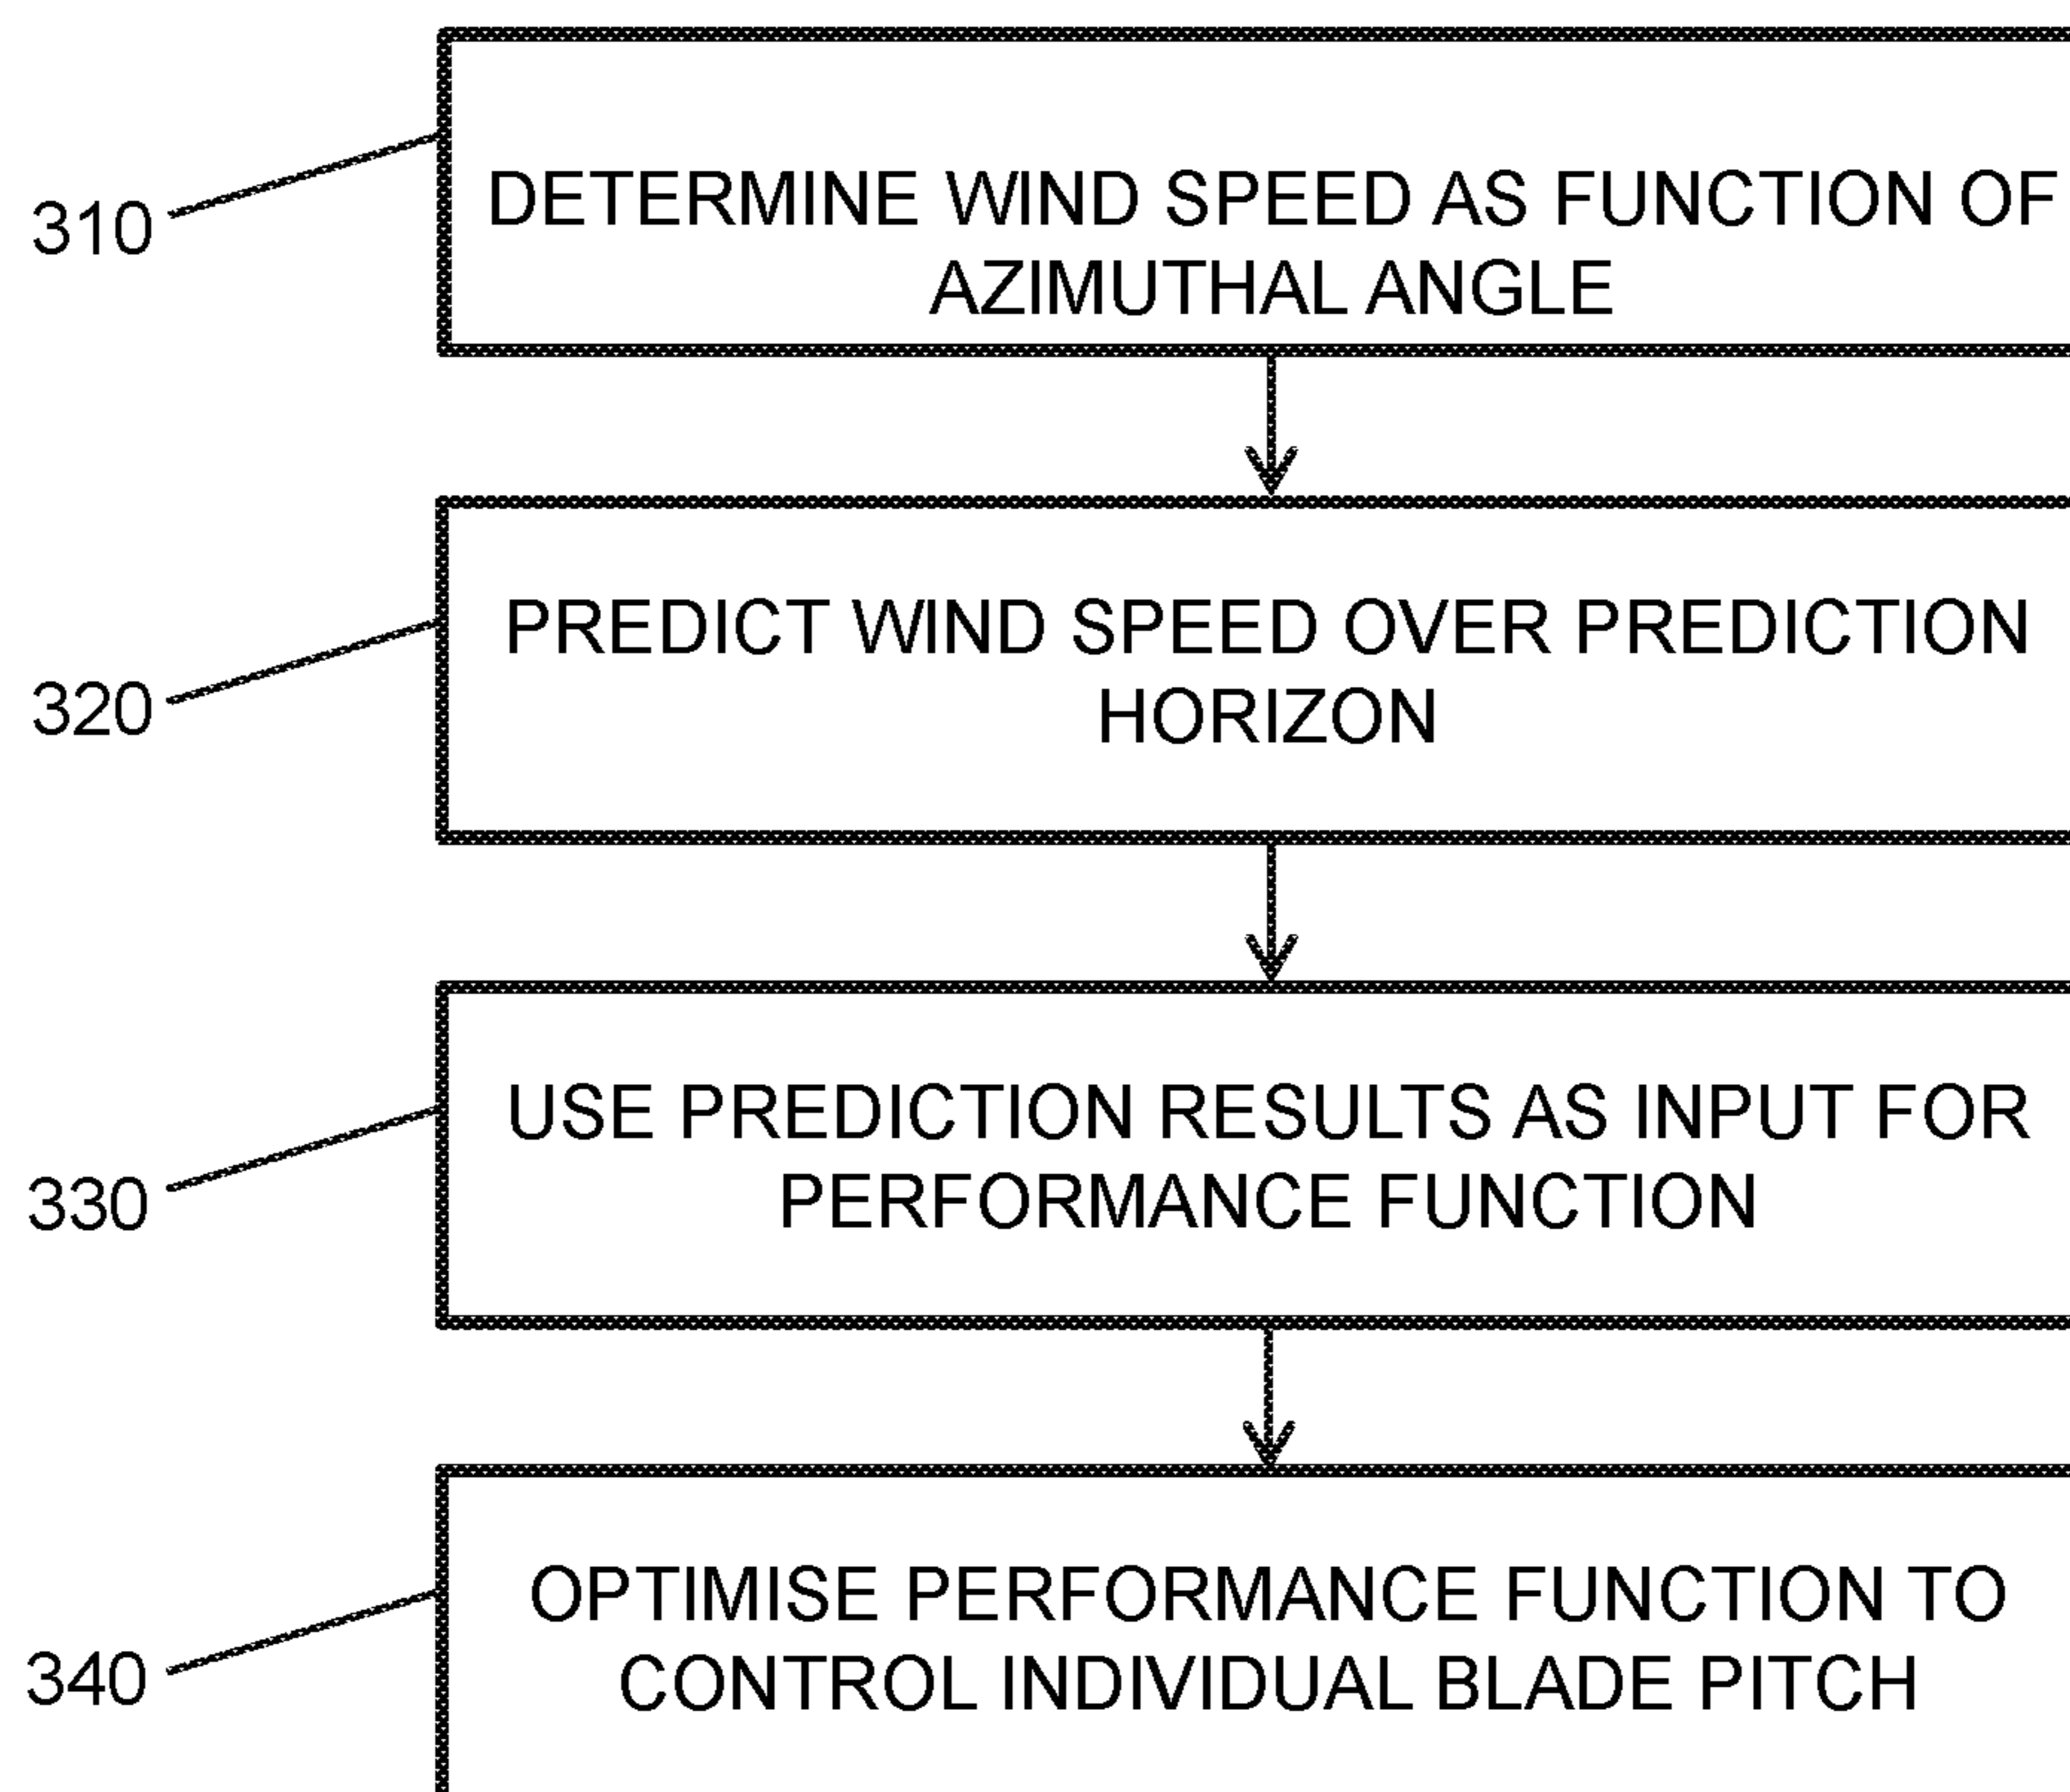 310
DETERMINE WIND SPEED AS FUNCTION OF
AZIMUTHAL ANGLE
320
PREDICT WIND SPEED OVER PREDICTION
HORIZON
330
USE PREDICTION RESULTS AS INPUT FOR
PERFORMANCE FUNCTION
340
OPTIMISE PERFORMANCE FUNCTION TO
CONTROL INDIVIDUAL BLADE PITCH